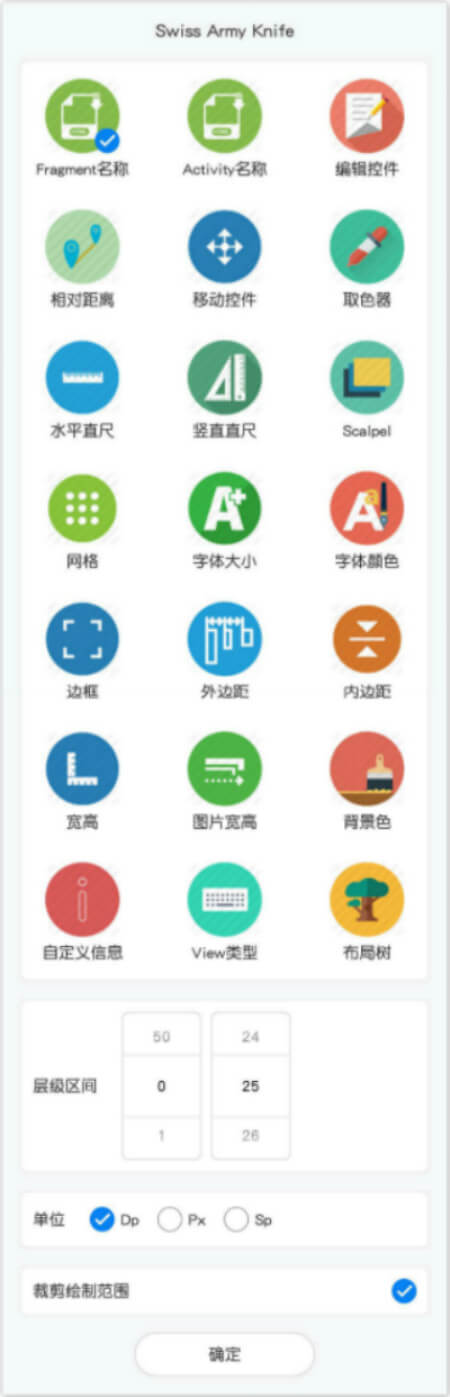 Swiss Army Knife
Fragment名称 Activity名称 编辑控件
相对距离 移动控件 取色器
水平直尺 竖直直尺 Scalpel
网格 字体大小 字体颜色
边框 外边距 内边距
宽高 图片宽高 背景色
自定义信息 View类型 布局树
50 24
层级区间 0 25
1 26
单位 Dp Px Sp
裁剪绘制范围
确定